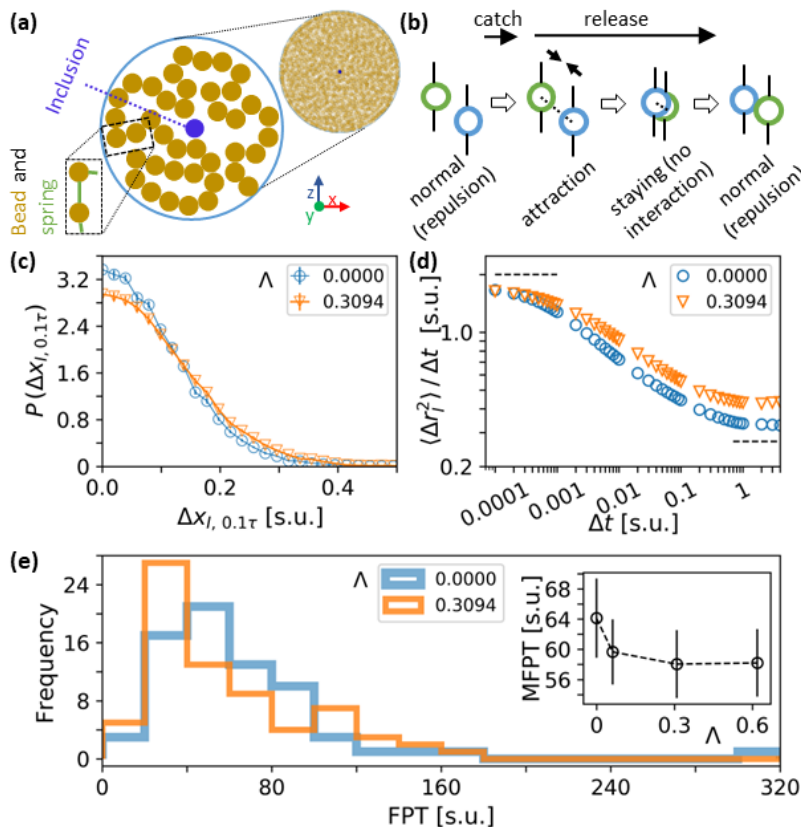 (a)
Inclusion
Bead and
spring
z
y
x
(b)
catch
release
normal
(repulsion)
attraction
staying (no
interaction)
normal
(repulsion)
(c)
P(Δx_{I, 0.1τ})
3.2
2.4
1.6
0.8
0
0.0
0.2
0.4
Δx_{I, 0.1τ} [s.u.]
Λ
0.0000
0.3094
(d)
⟨Δr_I^2⟩ / Δt [s.u.]
1.0
0.2
0.0001
0.001
0.01
0.1
1
Δt [s.u.]
Λ
0.0000
0.3094
(e)
Frequency
24
16
8
0
0
80
160
240
320
FPT [s.u.]
Λ
0.0000
0.3094
MFPT [s.u.]
68
64
60
56
0
0.3
0.6
Λ